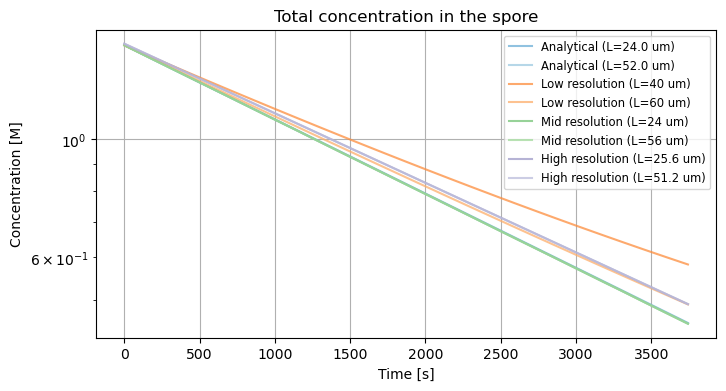 Total concentration in the spore
Concentration [M]
10⁰
6 × 10⁻¹
Analytical (L=24.0 um)
Analytical (L=52.0 um)
Low resolution (L=40 um)
Low resolution (L=60 um)
Mid resolution (L=24 um)
Mid resolution (L=56 um)
High resolution (L=25.6 um)
High resolution (L=51.2 um)
0 500 1000 1500 2000 2500 3000 3500
Time [s]